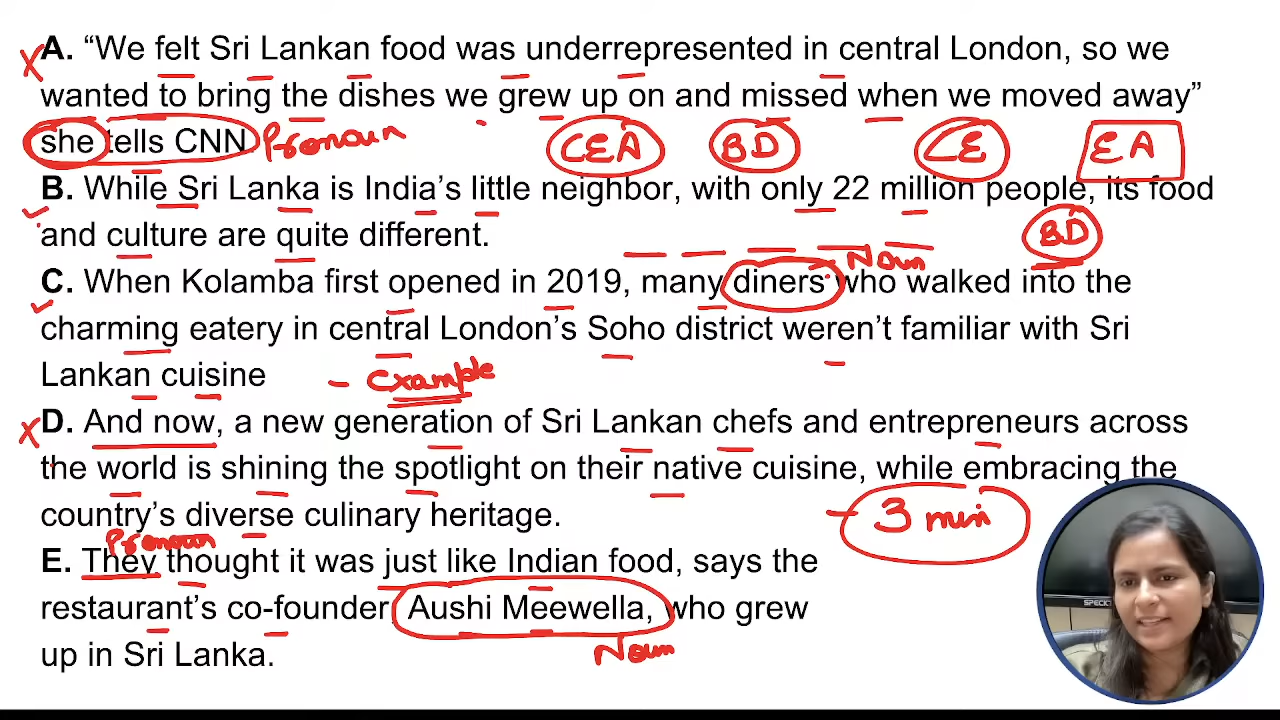 A. “We felt Sri Lankan food was underrepresented in central London, so we
wanted to bring the dishes we grew up on and missed when we moved away”
she tells CNN Pronoun CEA BD CE EA
B. While Sri Lanka is India’s little neighbor, with only 22 million people, its food
and culture are quite different. BD
Noun
C. When Kolamba first opened in 2019, many diners who walked into the
charming eatery in central London’s Soho district weren’t familiar with Sri
Lankan cuisine - example
D. And now, a new generation of Sri Lankan chefs and entrepreneurs across
the world is shining the spotlight on their native cuisine, while embracing the
country’s diverse culinary heritage. - 3 min
Pronoun
E. They thought it was just like Indian food, says the
restaurant’s co-founder Aushi Meewella, who grew
up in Sri Lanka. Noun